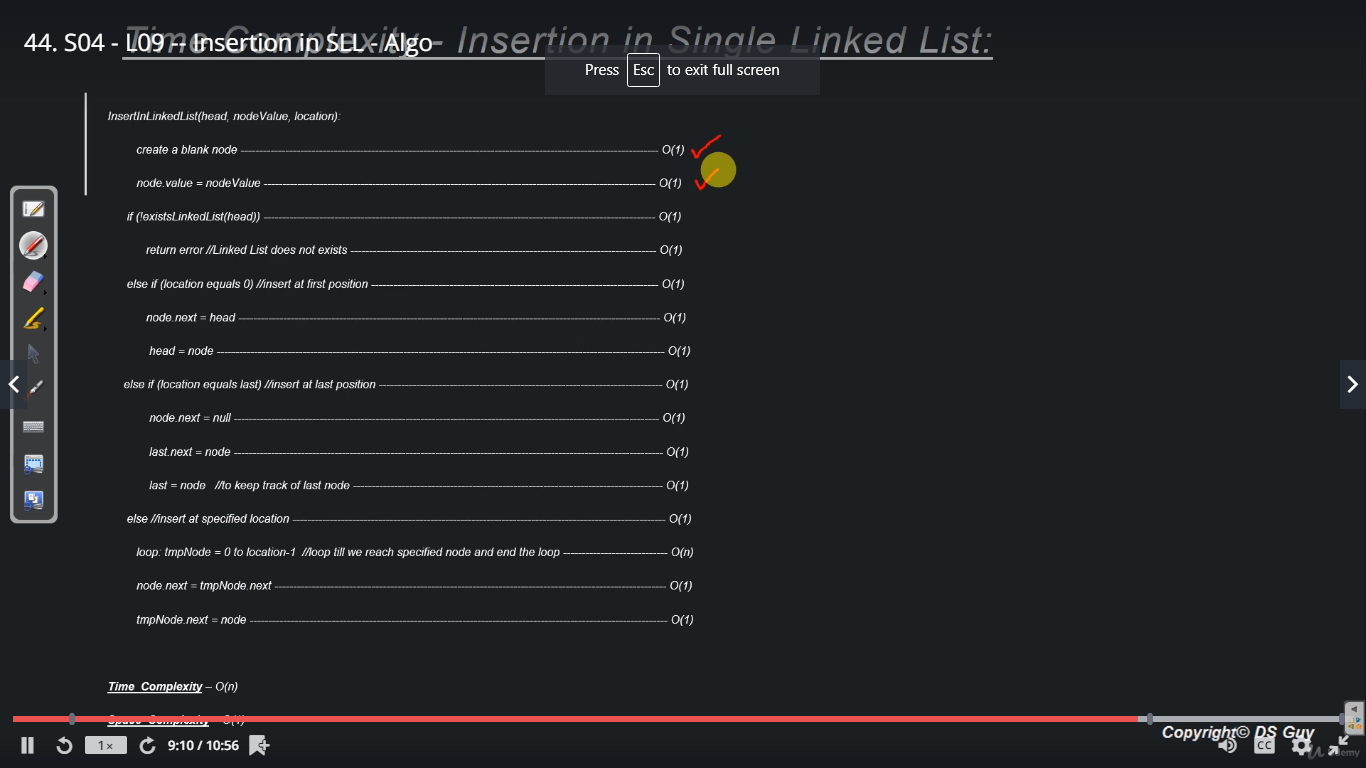 Time Complexity - Insertion in Single Linked List:
44. S04 - L09 -- Insertion in SLL - Algo
Press Esc to exit full screen
InsertInLinkedList(head, nodeValue, location):
create a blank node ---------- O(1)
node.value = nodeValue ---------- O(1)
if (!existsLinkedList(head)) ---------- O(1)
return error //Linked List does not exists ---------- O(1)
else if (location equals 0) //insert at first position ---------- O(1)
node.next = head ---------- O(1)
head = node ---------- O(1)
else if (location equals last) //insert at last position ---------- O(1)
node.next = null ---------- O(1)
last.next = node ---------- O(1)
last = node //to keep track of last node ---------- O(1)
else //insert at specified location ---------- O(1)
loop: tmpNode = 0 to location-1 //loop till we reach specified node and end the loop ---------- O(n)
node.next = tmpNode.next ---------- O(1)
tmpNode.next = node ---------- O(1)
Time Complexity – O(n)
Space Complexity – O(1)
Copyright© DS Guy
1×
9:10 / 10:56
CC